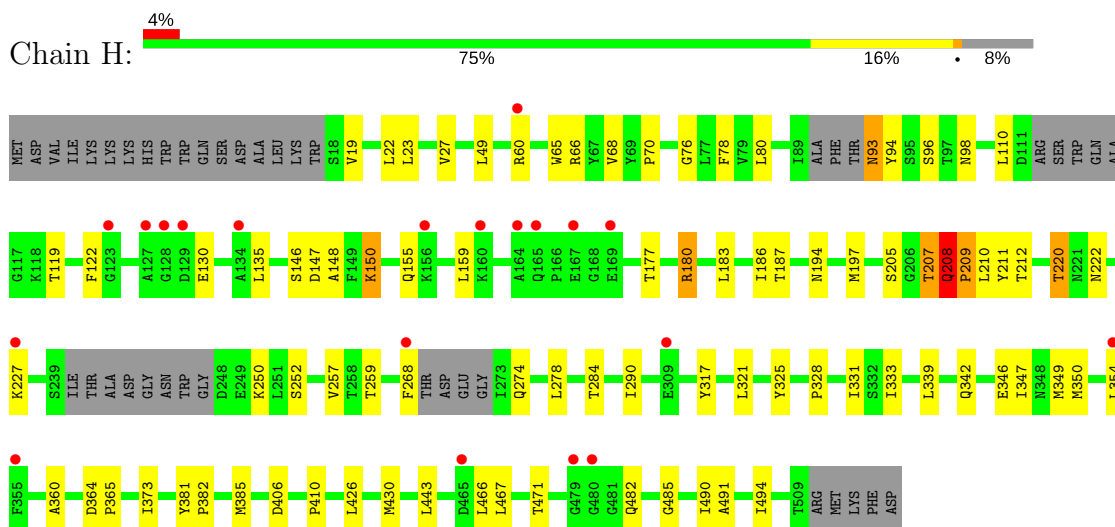 4%
Chain H:
75% 16% • 8%
MET ASP VAL ILE LYS LYS LYS HIS TRP TRP GLN SER ASP ALA LEU LYS TRP S18 V19 L22 L23 V27 L49 R60 W65 R66 Y67 V68 Y69 P70 G76 L77 F78 V79 L80 I89 ALA PHE THR N93 Y94 S95 S96 T97 N98 L110 D111 ARG SER TRP GLN ALA
G117 K118 T119 F122 G123 A127 G128 D129 E130 A134 L135 S146 D147 A148 F149 K150 Q155 K156 L159 K160 A164 Q165 P166 E167 G168 E169 T177 R180 L183 I186 T187 N194 M197 S205 G206 T207 Q208 P209 L210 Y211 T212 T220 N221 N222
K227 S239 ILE THR ALA ASP GLY ASN TRP GLY D248 E249 K250 L251 S252 V257 T258 T259 F268 THR ASP GLU GLY I273 Q274 L278 T284 I290 E309 Y317 L321 Y325 P328 I331 S332 I333 L339 Q342 E346 I347 N348 M349 M350 L354
F355 A360 D364 P365 I373 Y381 P382 M385 D406 P410 L426 M430 L443 D465 L466 L467 T471 G479 G480 G481 Q482 G485 I490 A491 I494 T509 ARG MET LYS PHE ASP